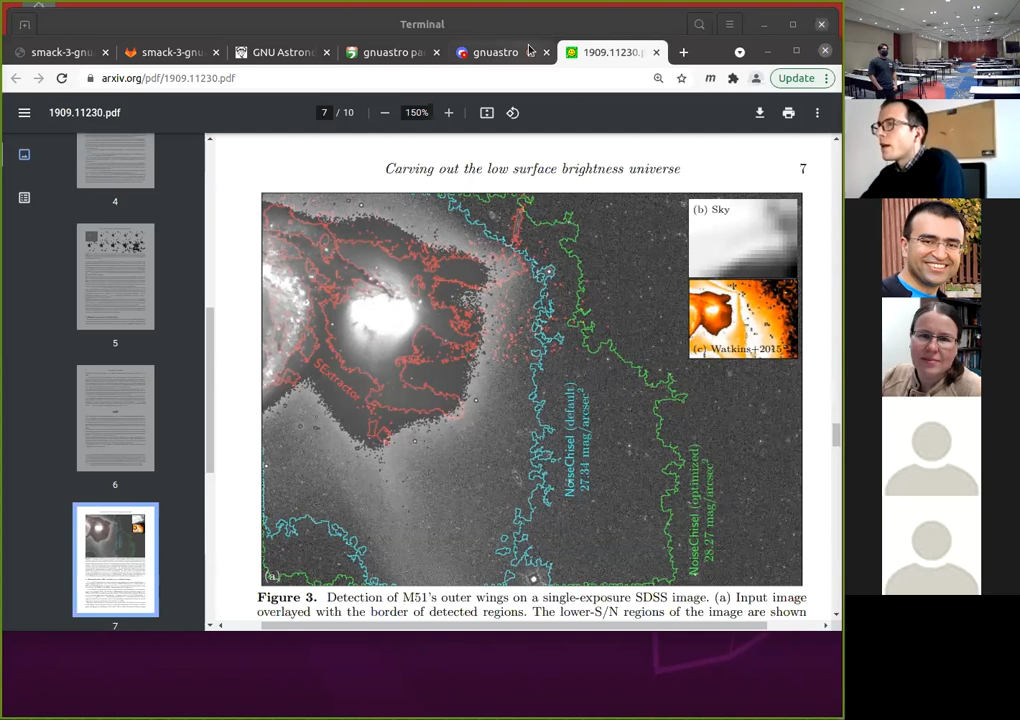 Terminal
smack-3-gnu
smack-3-gnu
GNU Astron
gnuastro pa
gnuastro
1909.11230.p
arxiv.org/pdf/1909.11230.pdf
m
Update
1909.11230.pdf
7 / 10
150%
4
5
6
7
Carving out the low surface brightness universe
7
(b) Sky
(c) Watkins+2015
SExtractor
NoiseChisel (default)
27.34 mag/arcsec²
NoiseChisel (optimized)
28.27 mag/arcsec²
(a)
Figure 3. Detection of M51's outer wings on a single-exposure SDSS image. (a) Input image
overlayed with the border of detected regions. The lower-S/N regions of the image are shown